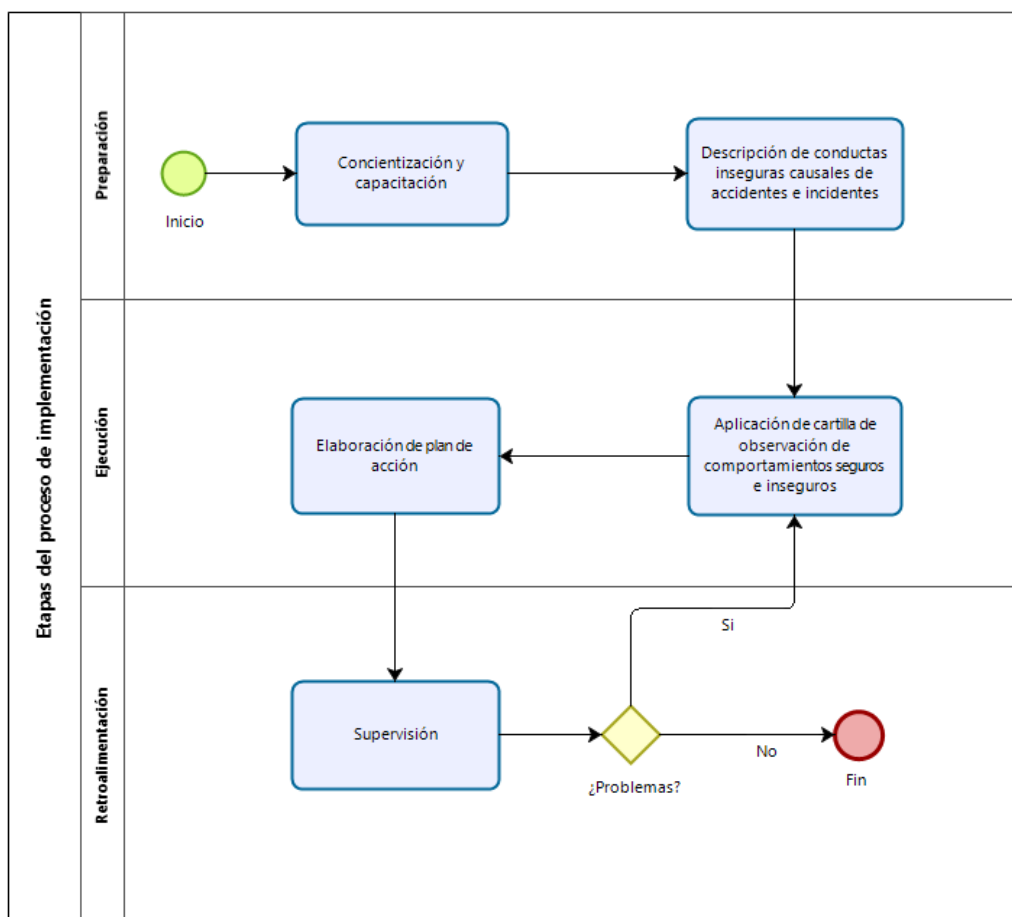 Etapas del proceso de implementación
Preparación
Inicio
Concientización y
capacitación
Descripción de conductas
inseguras causales de
accidentes e incidentes
Ejecución
Elaboración de plan de
acción
Aplicación de cartilla de
observación de
comportamientos seguros
e inseguros
Retroalimentación
Supervisión
¿Problemas?
Si
No
Fin